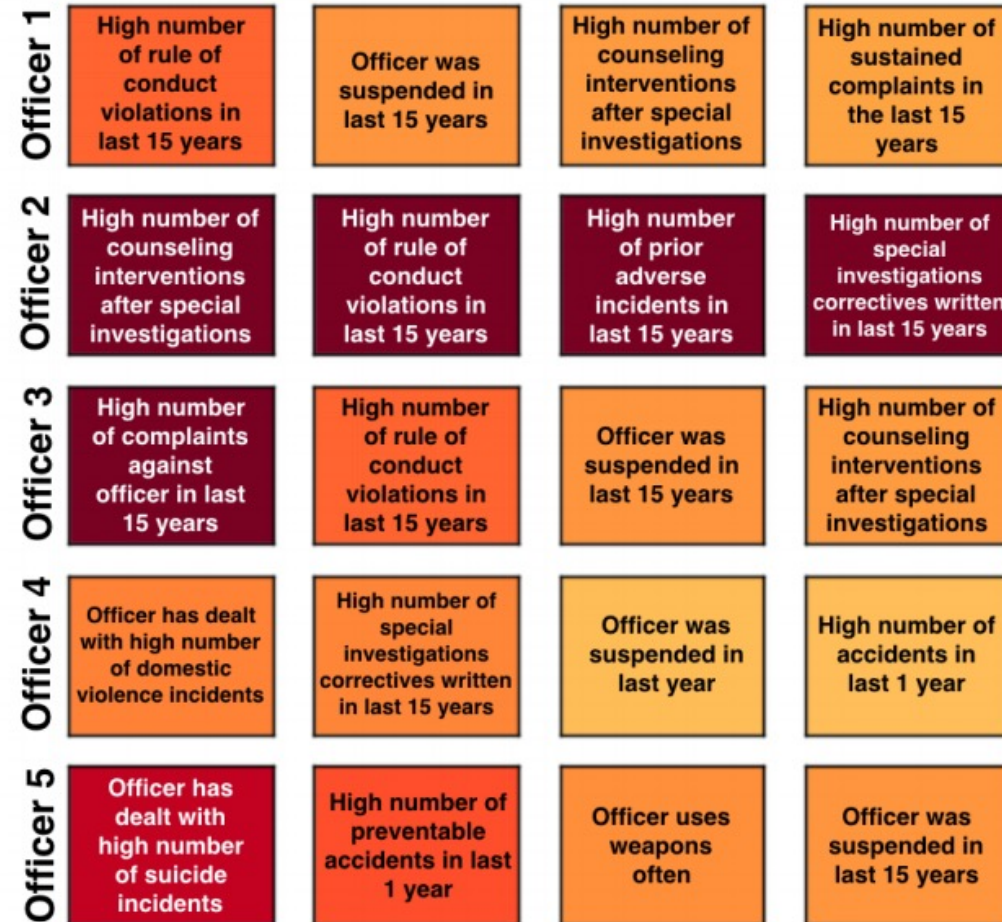 Officer 1
High number
of rule of
conduct
violations in
last 15 years
Officer was
suspended in
last 15 years
High number of
counseling
interventions
after special
investigations
High number of
sustained
complaints in
the last 15
years
Officer 2
High number of
counseling
interventions
after special
investigations
High number
of rule of
conduct
violations in
last 15 years
High number
of prior
adverse
incidents in
last 15 years
High number of
special
investigations
correctives written
in last 15 years
Officer 3
High number
of complaints
against
officer in last
15 years
High number
of rule of
conduct
violations in
last 15 years
Officer was
suspended in
last 15 years
High number of
counseling
interventions
after special
investigations
Officer 4
Officer has dealt
with high number
of domestic
violence incidents
High number of
special
investigations
correctives written
in last 15 years
Officer was
suspended in
last year
High number of
accidents in
last 1 year
Officer 5
Officer has
dealt with
high number
of suicide
incidents
High number of
preventable
accidents in last
1 year
Officer uses
weapons
often
Officer was
suspended in
last 15 years